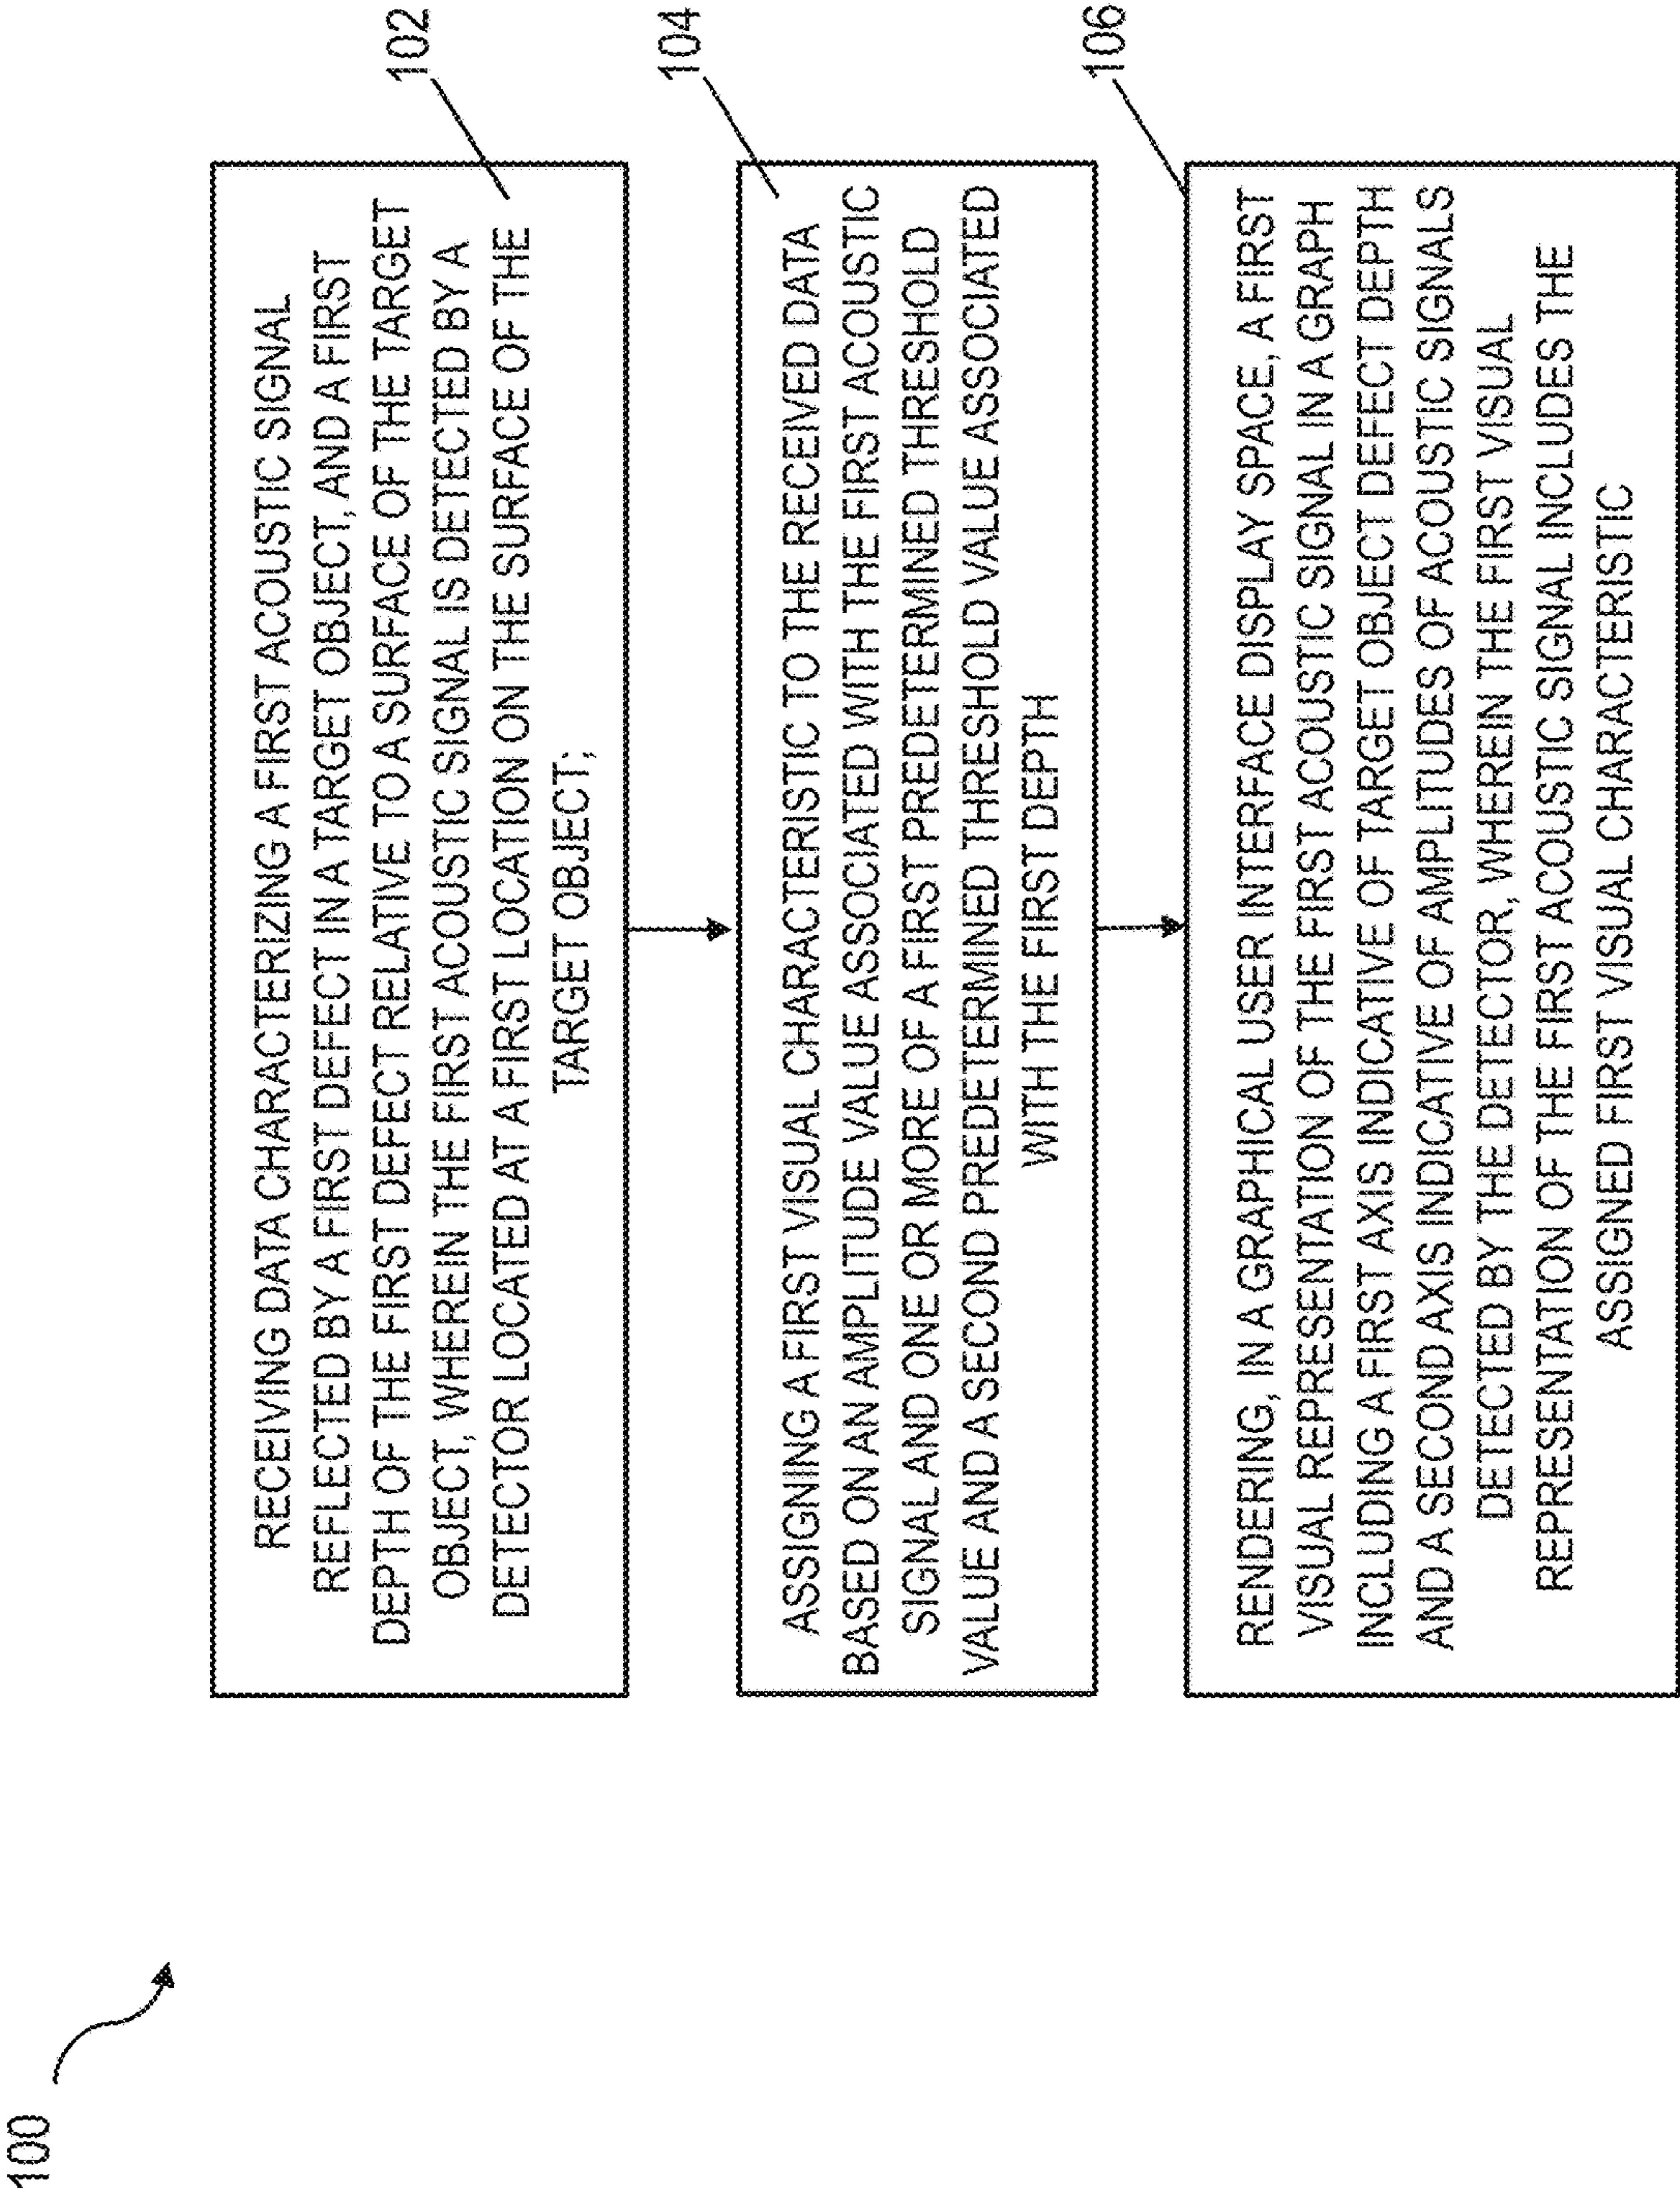 100
RECEIVING DATA CHARACTERIZING A FIRST ACOUSTIC SIGNAL
REFLECTED BY A FIRST DEFECT IN A TARGET OBJECT, AND A FIRST
DEPTH OF THE FIRST DEFECT RELATIVE TO A SURFACE OF THE TARGET
OBJECT, WHEREIN THE FIRST ACOUSTIC SIGNAL IS DETECTED BY A
DETECTOR LOCATED AT A FIRST LOCATION ON THE SURFACE OF THE
TARGET OBJECT;
102
ASSIGNING A FIRST VISUAL CHARACTERISTIC TO THE RECEIVED DATA
BASED ON AN AMPLITUDE VALUE ASSOCIATED WITH THE FIRST ACOUSTIC
SIGNAL AND ONE OR MORE OF A FIRST PREDETERMINED THRESHOLD
VALUE AND A SECOND PREDETERMINED THRESHOLD VALUE ASSOCIATED
WITH THE FIRST DEPTH
104
RENDERING, IN A GRAPHICAL USER INTERFACE DISPLAY SPACE, A FIRST
VISUAL REPRESENTATION OF THE FIRST ACOUSTIC SIGNAL IN A GRAPH
INCLUDING A FIRST AXIS INDICATIVE OF TARGET OBJECT DEFECT DEPTH
AND A SECOND AXIS INDICATIVE OF AMPLITUDES OF ACOUSTIC SIGNALS
DETECTED BY THE DETECTOR, WHEREIN THE FIRST VISUAL
REPRESENTATION OF THE FIRST ACOUSTIC SIGNAL INCLUDES THE
ASSIGNED FIRST VISUAL CHARACTERISTIC
106